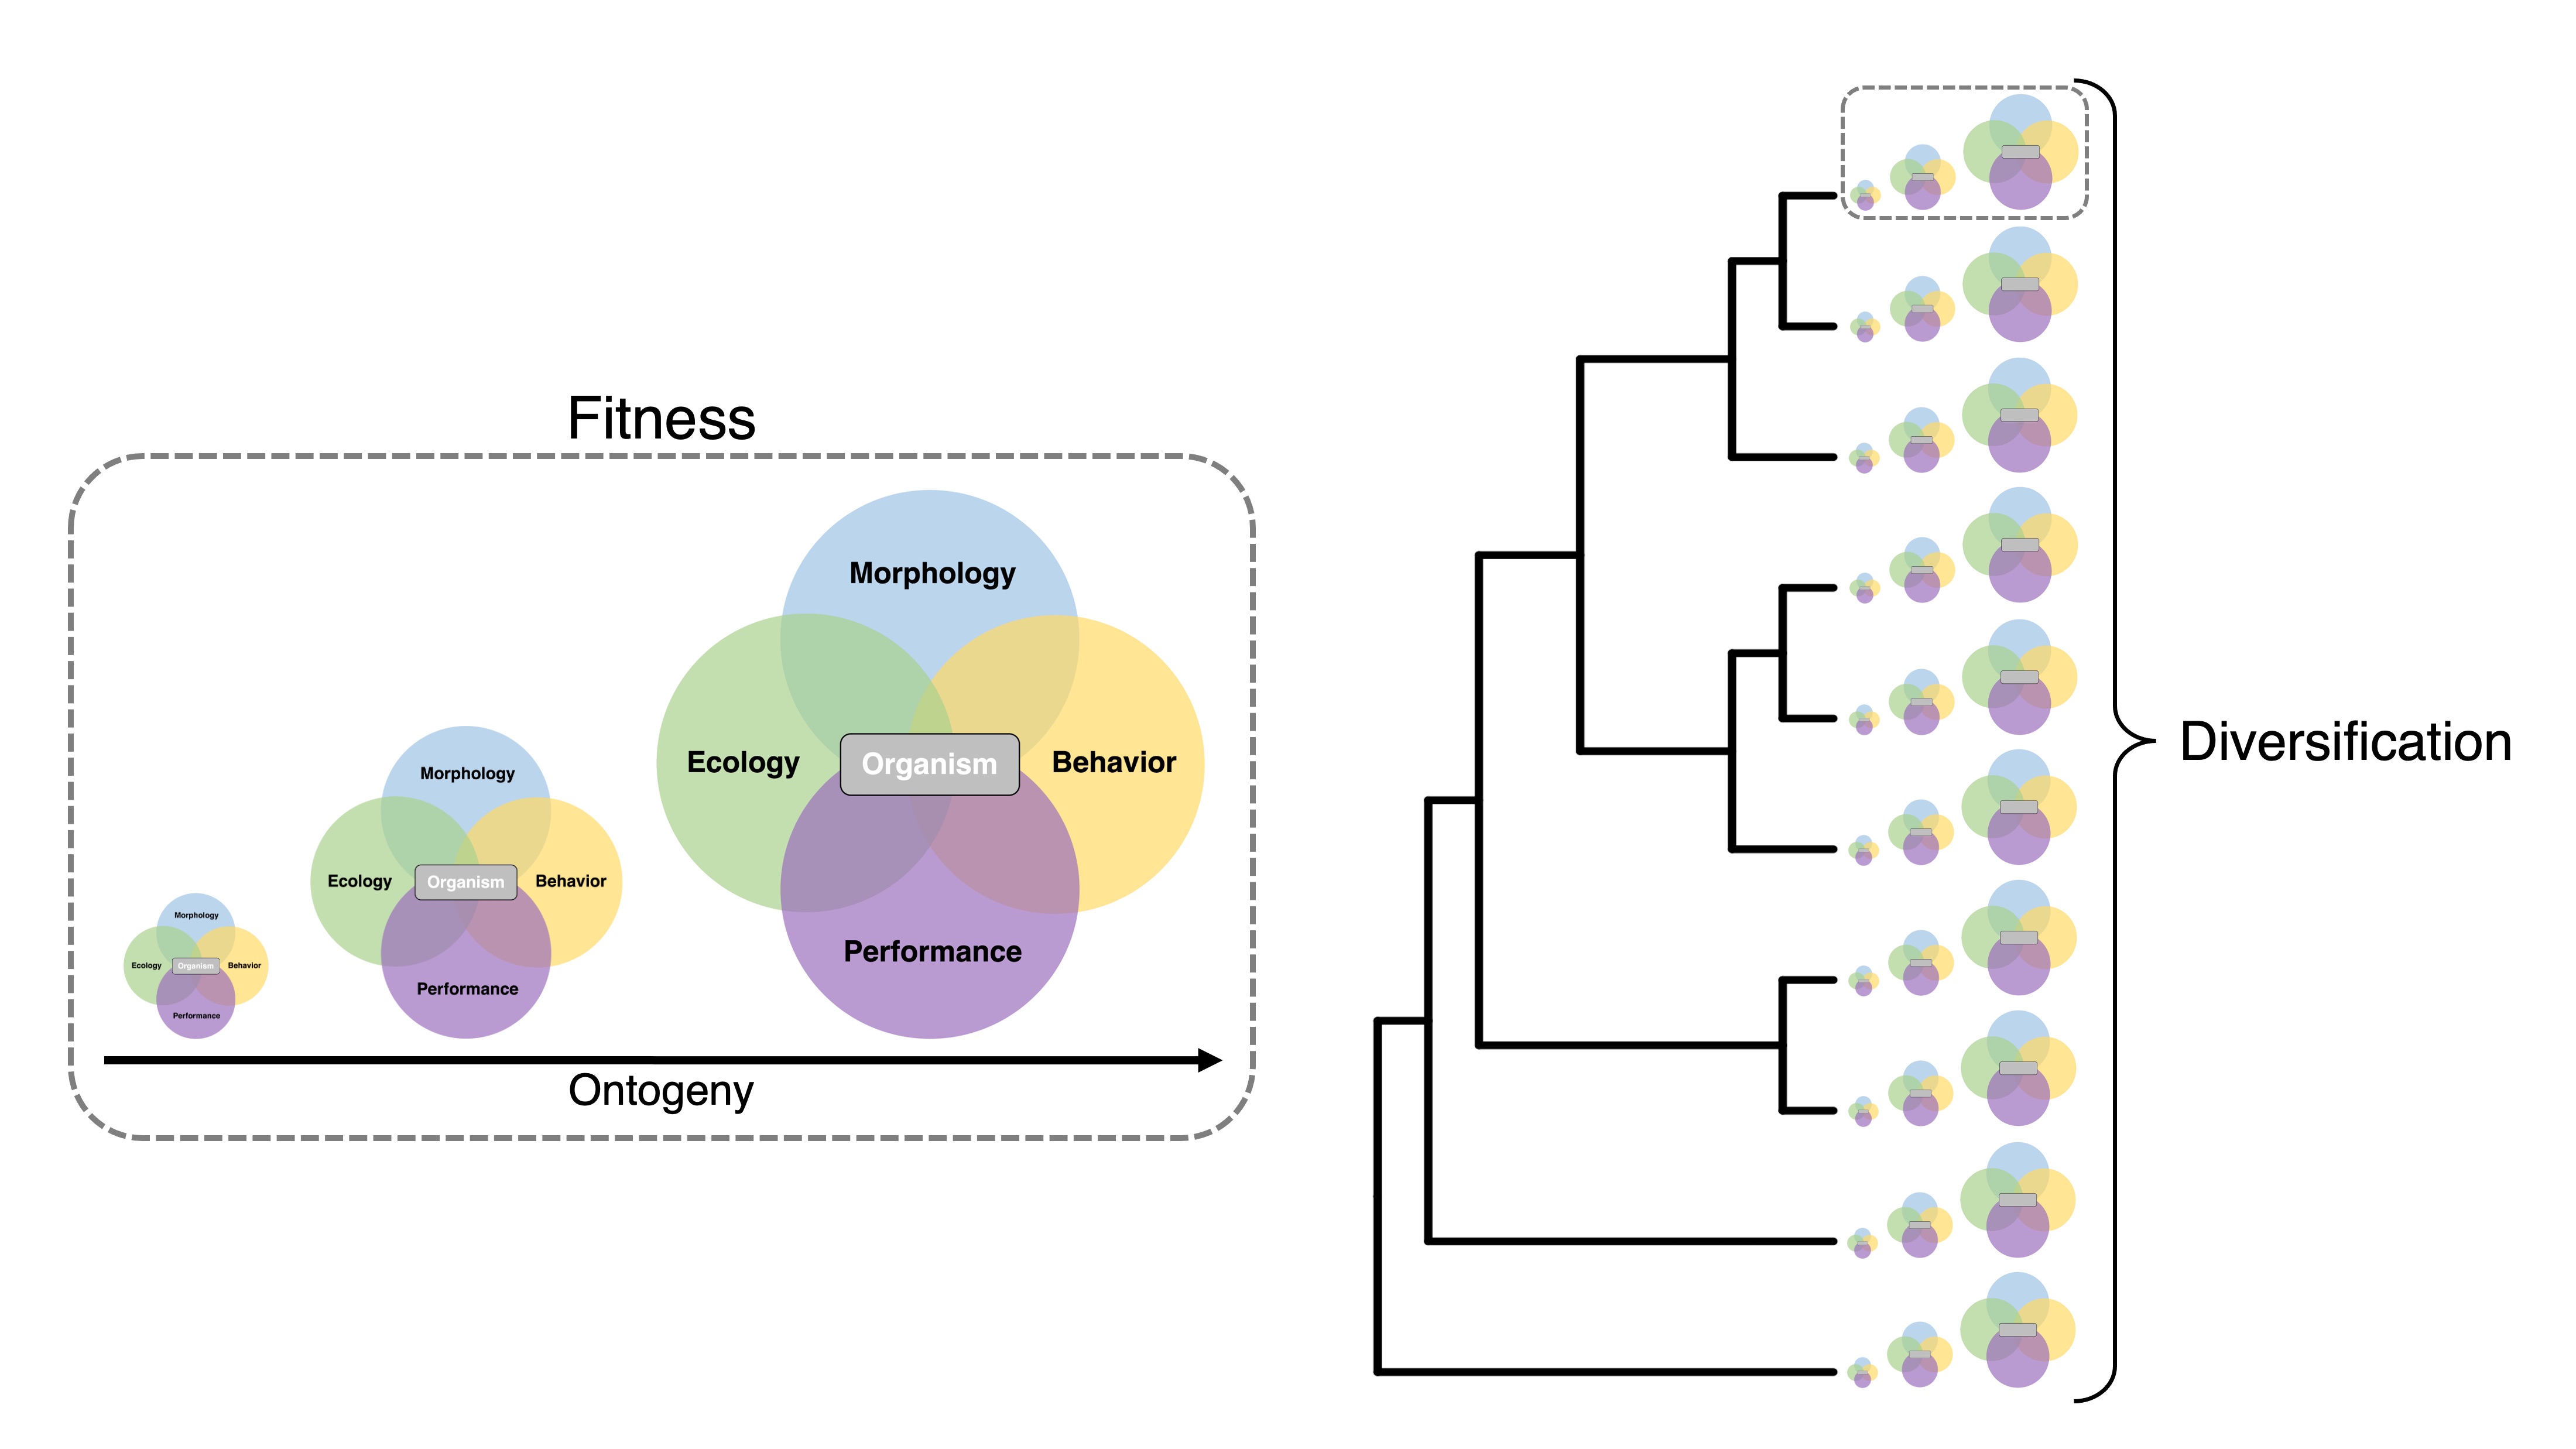 Fitness
Morphology
Ecology
Organism
Behavior
Performance
Morphology
Ecology
Organism
Behavior
Performance
Morphology
Ecology
Organism
Behavior
Performance
Ontogeny
Diversification